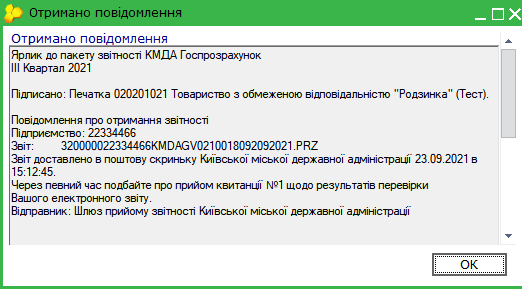 Отримано повідомлення
Отримано повідомлення
Ярлик до пакету звітності КМДА Госпрозрахунок
ІІІ Квартал 2021
Підписано: Печатка 020201021 Товариство з обмеженою відповідальністю "Родзинка" (Тест).
Повідомлення про отримання звітності
Підприємство: 22334466
Звіт: 320000022334466KMDAGV0210018092092021.PRZ
Звіт доставлено в поштову скриньку Київської міської державної адміністрації 23.09.2021 в
15:12:45.
Через певний час подбайте про прийом квитанції №1 щодо результатів перевірки
Вашого електронного звіту.
Відправник: Шлюз прийому звітності Київської міської державної адміністрації
OK